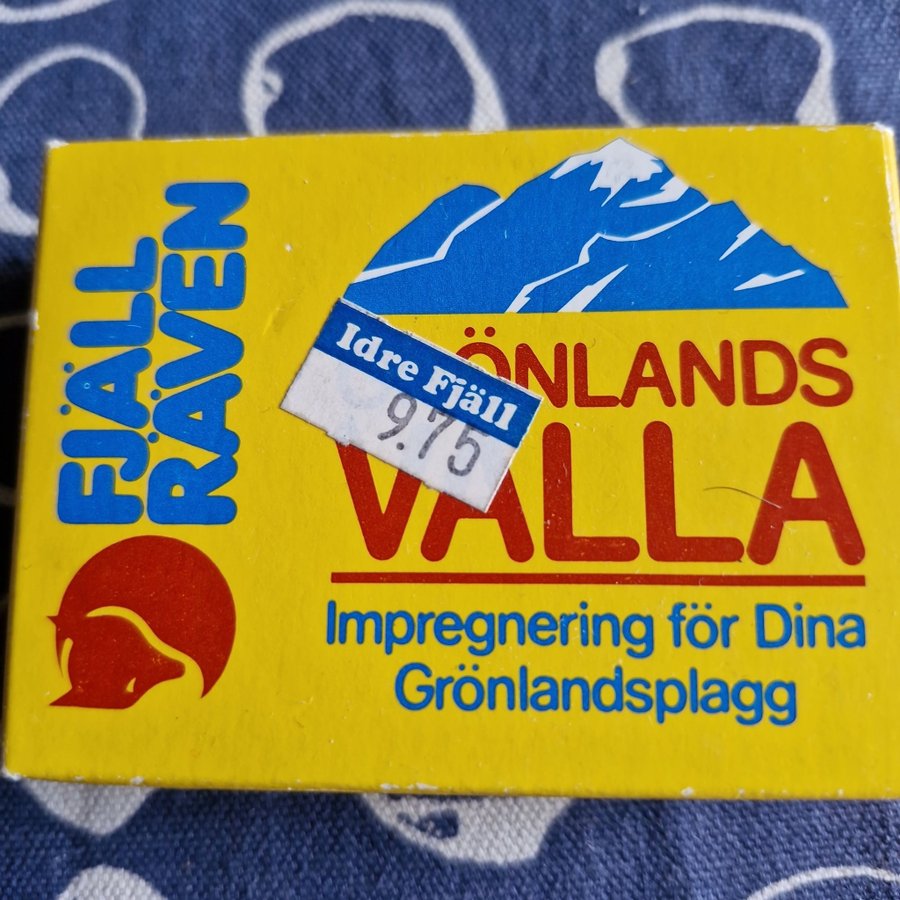 FJÄLL
RÄVEN
Idre Fjäll
9.75
ÖNLANDS
VALLA
Impregnering för Dina
Grönlandsplagg